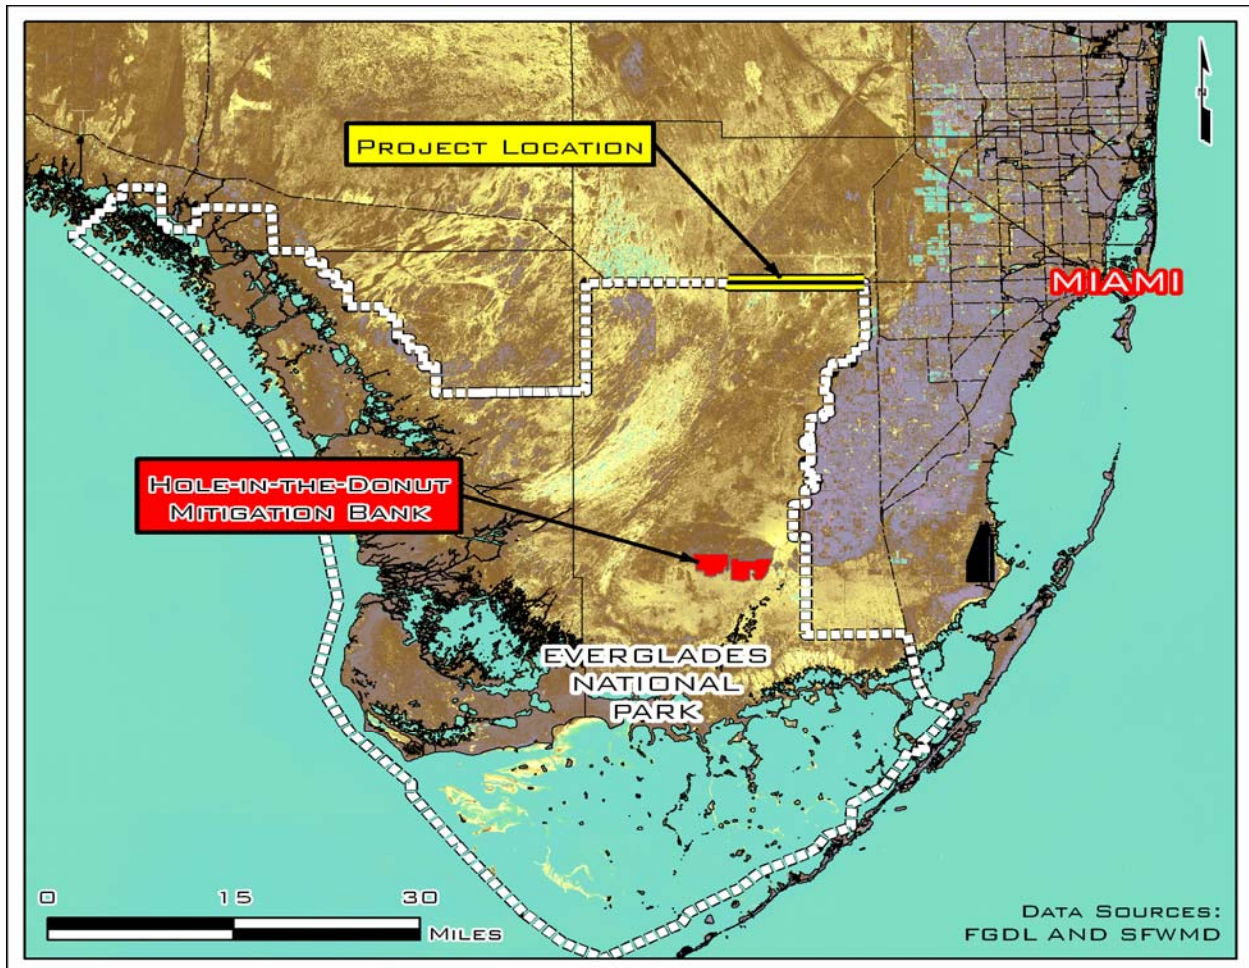 N
PROJECT LOCATION
MIAMI
HOLE-IN-THE-DONUT
MITIGATION BANK
EVERGLADES
NATIONAL
PARK
0 15 30
MILES
DATA SOURCES:
FGDL AND SFWMD